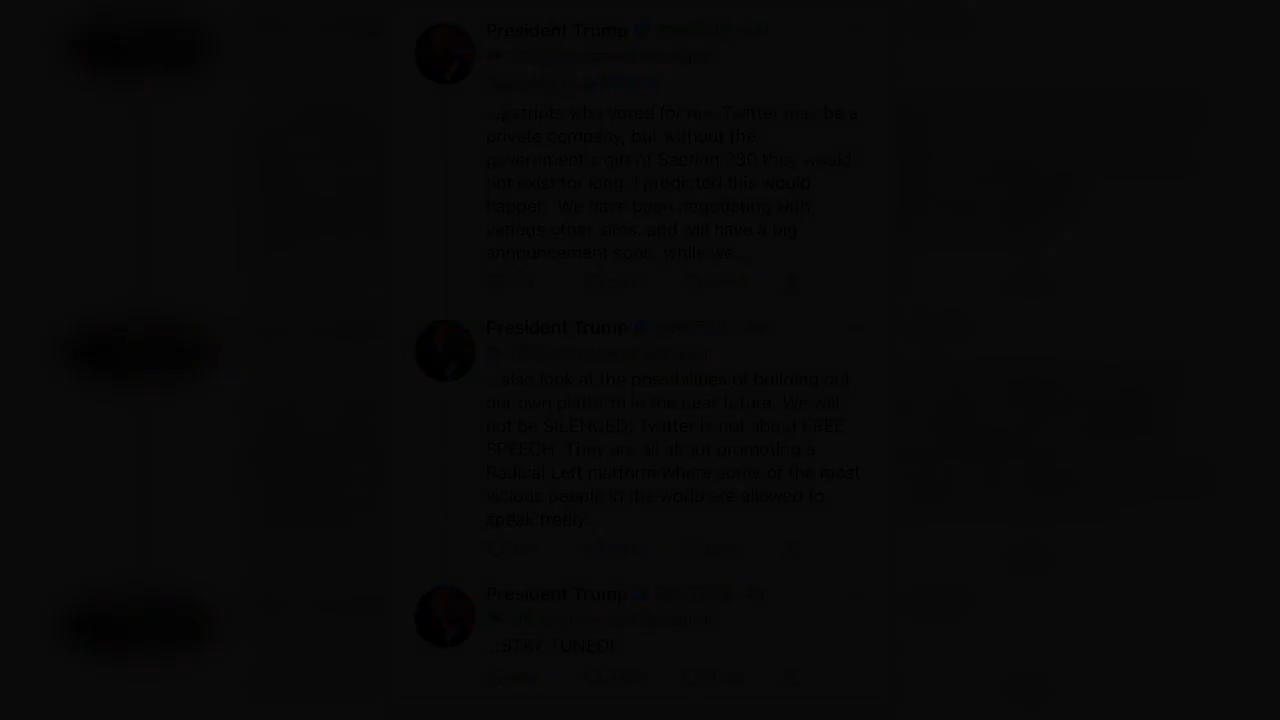 President Trump
...patriots who voted for me. Twitter may be a
private company, but without the
government's gift of Section 230 they would
not exist for long. I predicted this would
happen. We have been negotiating with
various other sites, and will have a big
announcement soon, while we...
President Trump
...also look at the possibilities of building out
our own platform in the near future. We will
not be SILENCED! Twitter is not about FREE
SPEECH. They are all about promoting a
Radical Left platform where some of the most
vicious people in the world are allowed to
speak freely...
President Trump
...STAY TUNED!